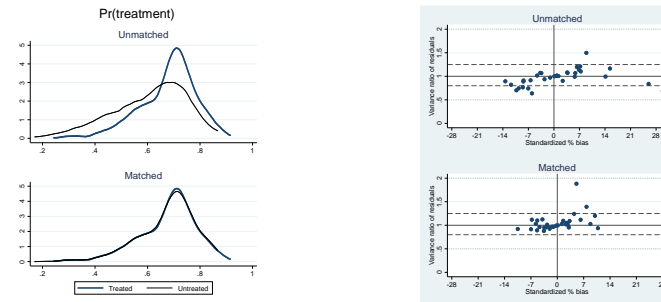 Pr(treatment)
Unmatched
5
4
3
2
1
0
.2 .4 .6 .8 1
Matched
5
4
3
2
1
0
.2 .4 .6 .8 1
Treated Untreated
Unmatched
Variance ratio of residuals
2
1.5
1
.5
0
-28 -21 -14 -7 0 7 14 21 28
Standardized % bias
Matched
Variance ratio of residuals
2
1.5
1
.5
0
-28 -21 -14 -7 0 7 14 21 28
Standardized % bias